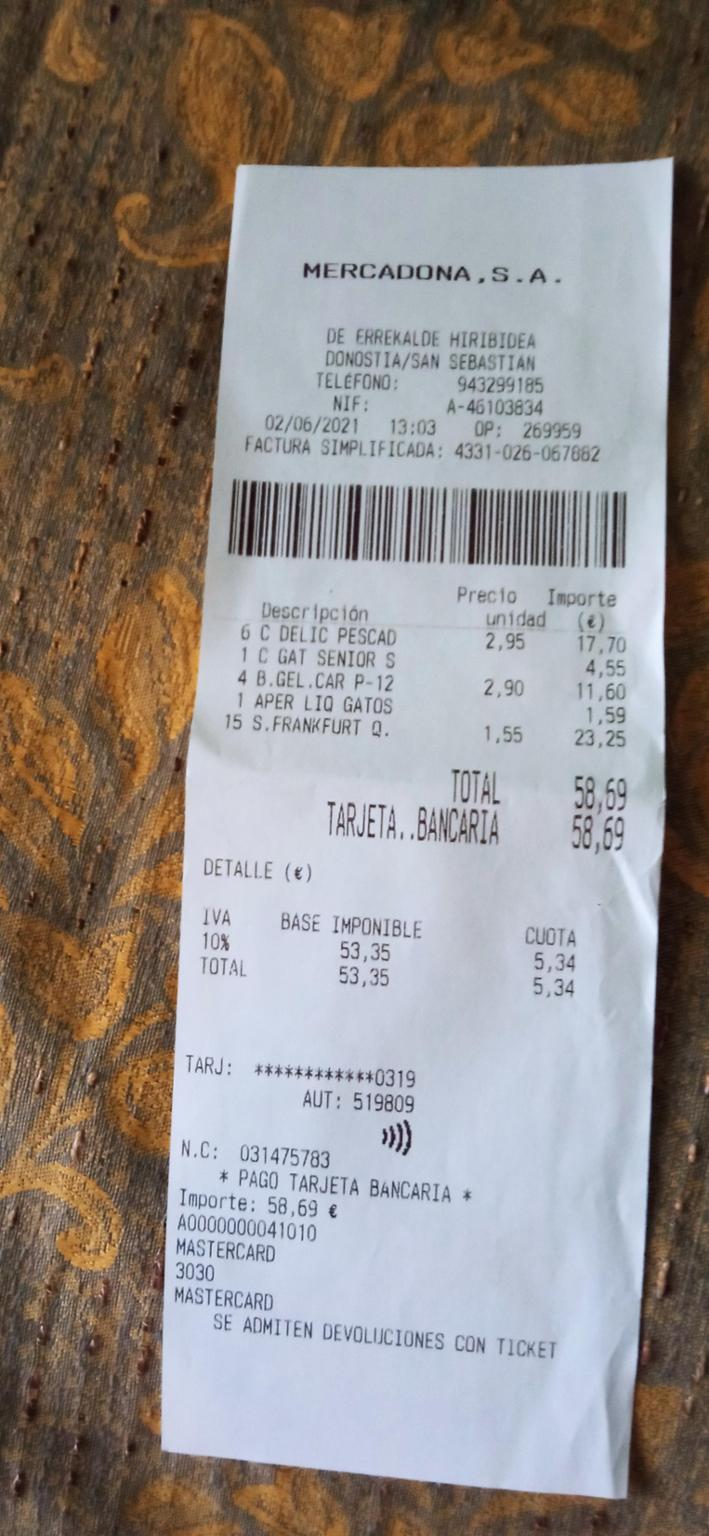 MERCADONA,S.A.
DE ERREKALDE HIRIBIDEA
DONOSTIA/SAN SEBASTIAN
TELÉFONO: 943299185
NIF: A-46103834
02/06/2021 13:03 OP: 269959
FACTURA SIMPLIFICADA: 4331-026-067882
Descripción Precio unidad Importe (€)
6 C DELIC PESCAD 2,95 17,70
1 C GAT SENIOR S 4,55
4 B.GEL.CAR P-12 2,90 11,60
1 APER LIQ GATOS 1,59
15 S.FRANKFURT Q. 1,55 23,25
TOTAL 58,69
TARJETA..BANCARIA 58,69
DETALLE (€)
IVA BASE IMPONIBLE CUOTA
10% 53,35 5,34
TOTAL 53,35 5,34
TARJ: ************0319
AUT: 519809
N.C: 031475783
* PAGO TARJETA BANCARIA *
Importe: 58,69 €
A0000000041010
MASTERCARD
3030
MASTERCARD
SE ADMITEN DEVOLUCIONES CON TICKET